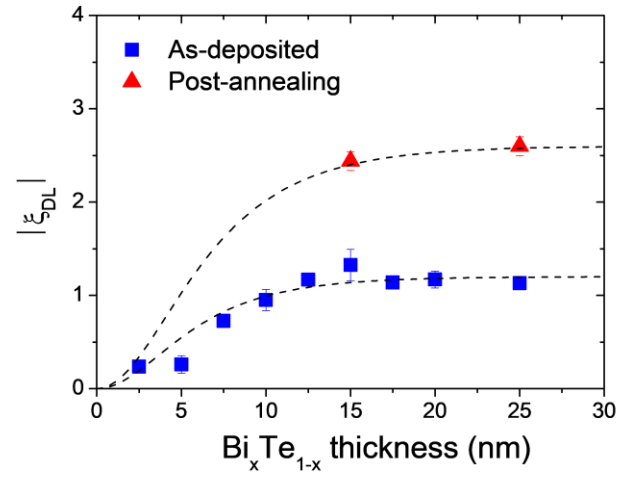 4
3
2
1
0
|ξDL|
As-deposited
Post-annealing
0 5 10 15 20 25 30
BixTe1-x thickness (nm)